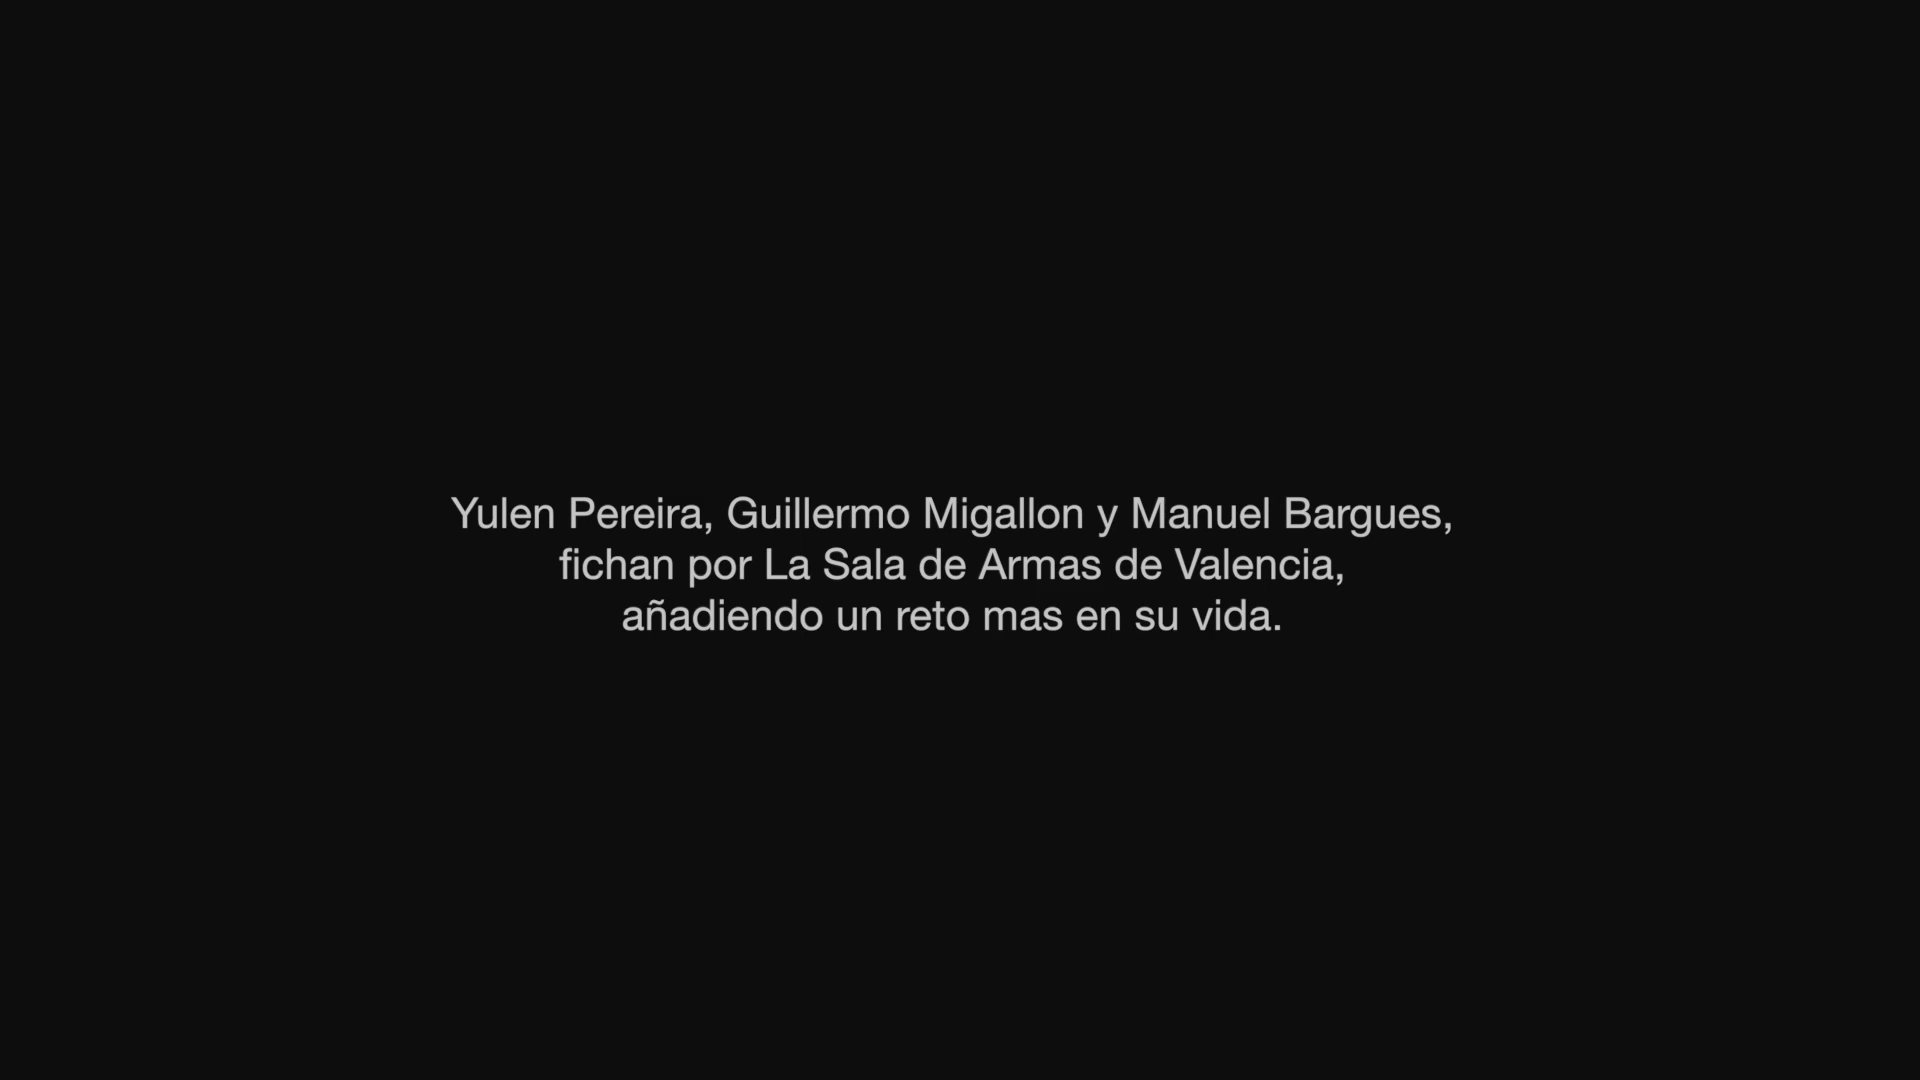 Yulen Pereira, Guillermo Migallon y Manuel Bargues,
fichan por La Sala de Armas de Valencia,
añadiendo un reto mas en su vida.